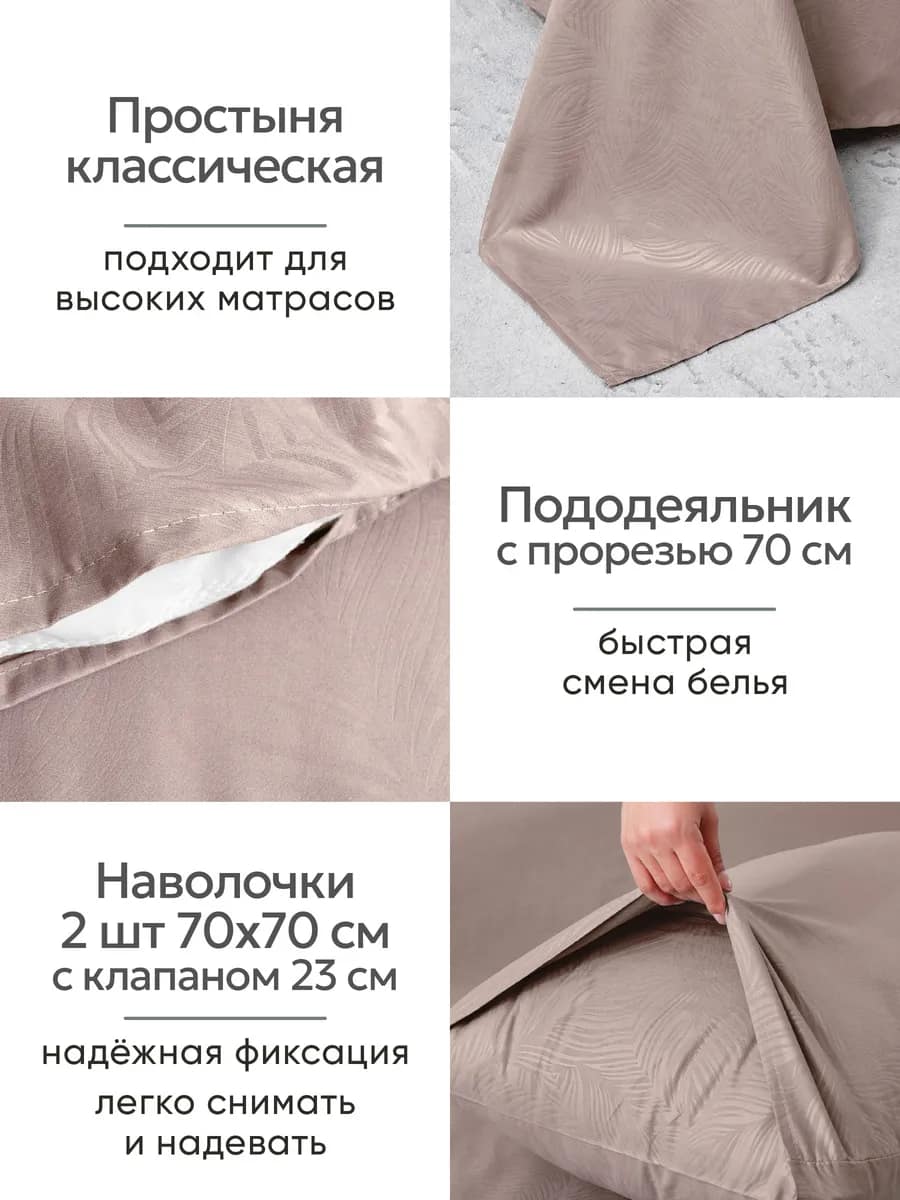 Простыня
классическая
подходит для
высоких матрасов
Пододеяльник
с прорезью 70 см
быстрая
смена белья
Наволочки
2 шт 70х70 см
с клапаном 23 см
надёжная фиксация
легко снимать
и надевать